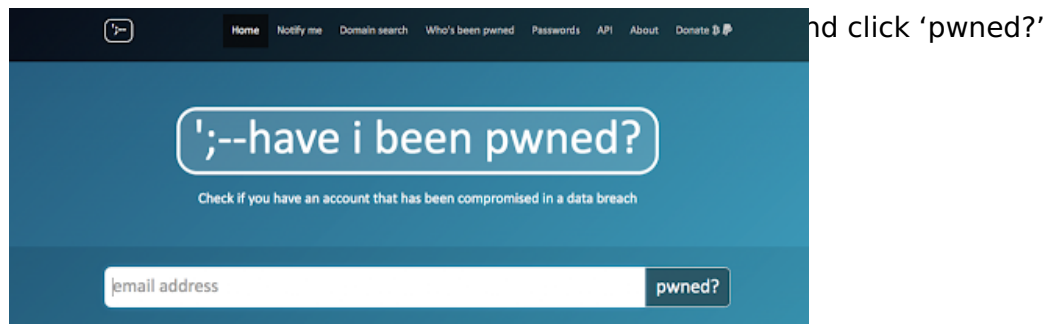 ';--
Home Notify me Domain search Who's been pwned Passwords API About Donate
nd click ‘pwned?’
';--have i been pwned?
Check if you have an account that has been compromised in a data breach
email address
pwned?